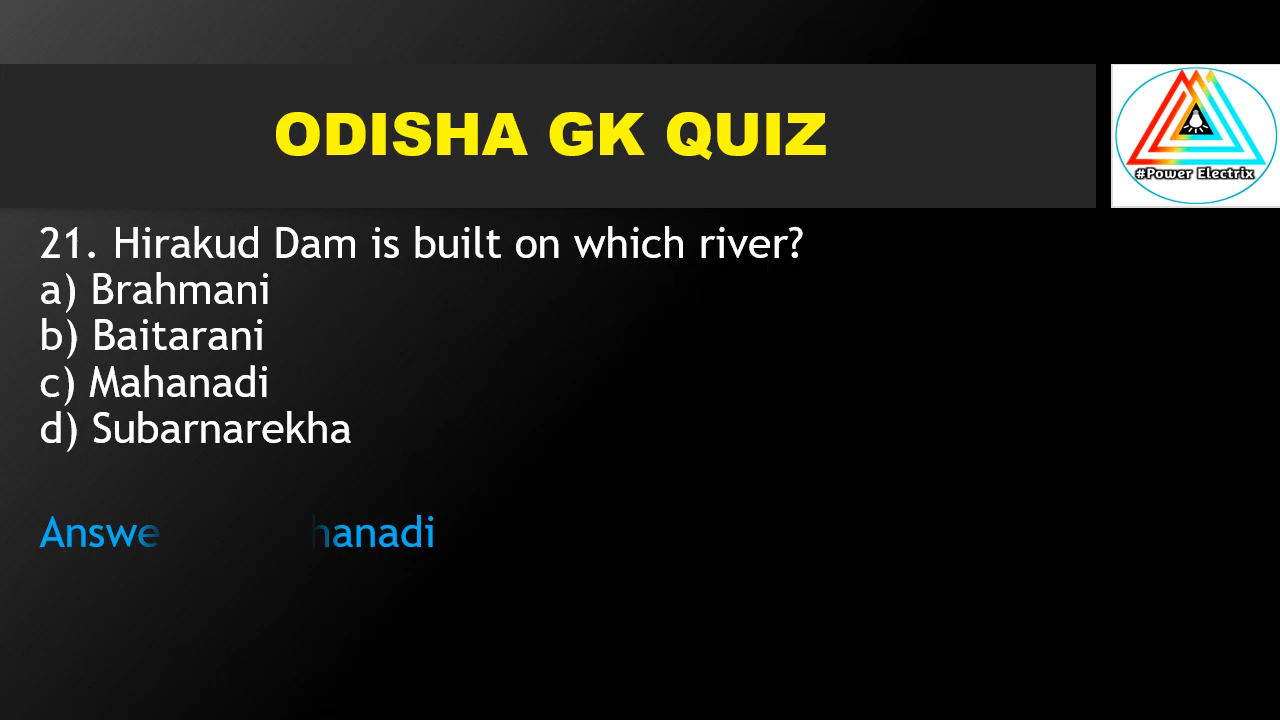 ODISHA GK QUIZ
#Power Electrix
21. Hirakud Dam is built on which river?
a) Brahmani
b) Baitarani
c) Mahanadi
d) Subarnarekha
Answe hanadi